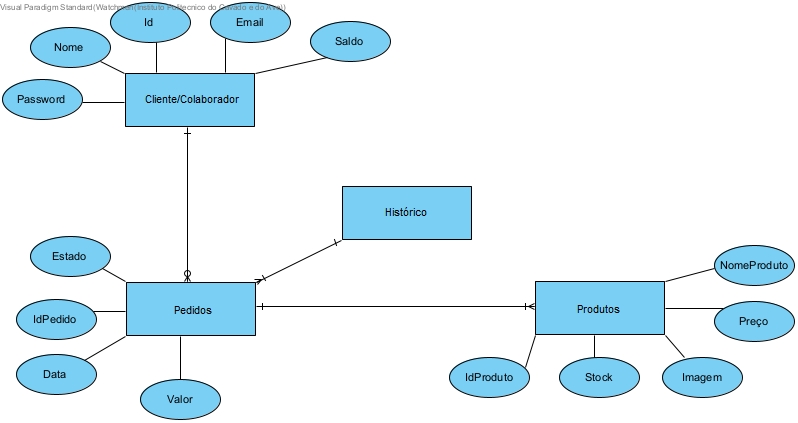 Visual Paradigm Standard(Watchman(Instituto Politecnico do Cavado e do Ave))
Id
Email
Nome
Saldo
Password
Cliente/Colaborador
Histórico
Estado
NomeProduto
IdPedido
Pedidos
Produtos
Preço
Data
Valor
IdProduto
Stock
Imagem